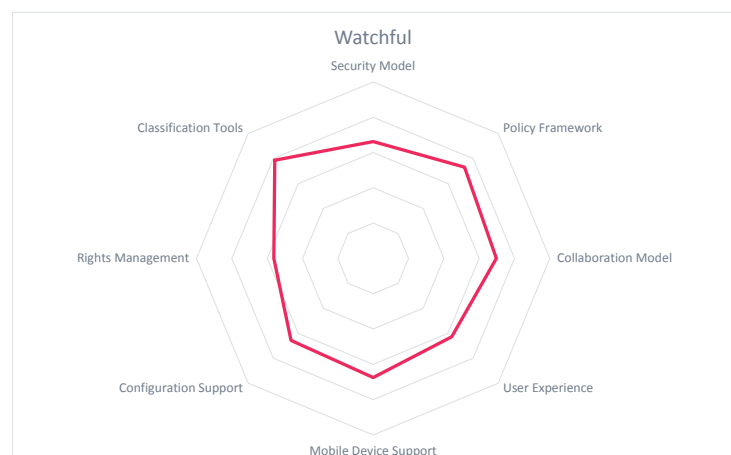 Watchful
Security Model
Classification Tools
Policy Framework
Rights Management
Collaboration Model
Configuration Support
User Experience
Mobile Device Support